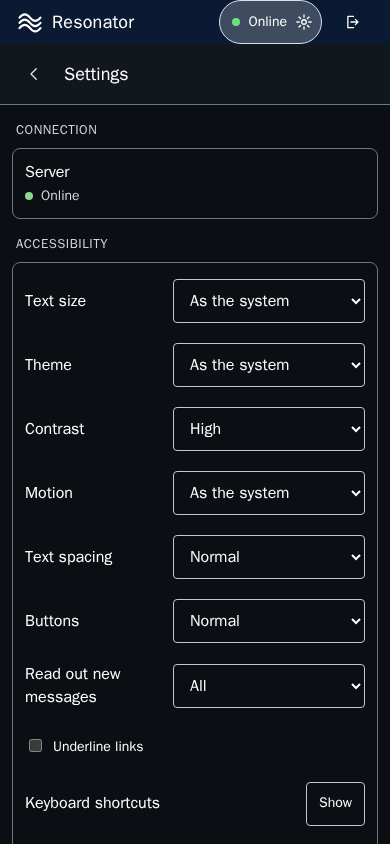 Resonator
Online
Settings
CONNECTION
Server
Online
ACCESSIBILITY
Text size
As the system
Theme
As the system
Contrast
High
Motion
As the system
Text spacing
Normal
Buttons
Normal
Read out new
messages
All
Underline links
Keyboard shortcuts
Show